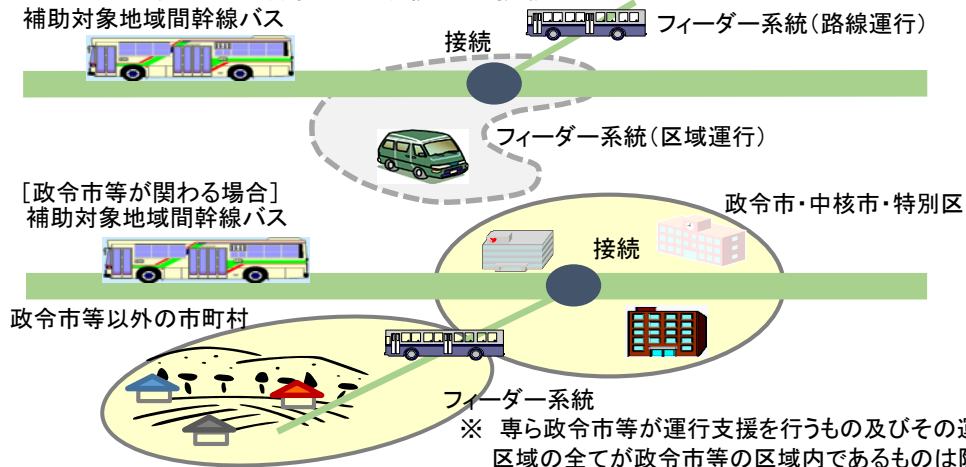 補助対象地域間幹線バス
フィーダー系統(路線運行)
接続
フィーダー系統(区域運行)
[政令市等が関わる場合]
補助対象地域間幹線バス
政令市・中核市・特別区
接続
政令市等以外の市町村
フィーダー系統
※ 専ら政令市等が運行支援を行うもの及びその運
区域の全てが政令市等の区域内であるものは